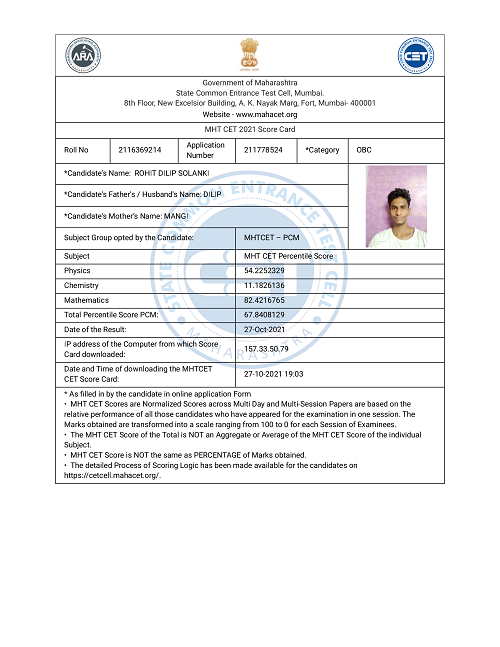 ARA
CET
Government of Maharashtra
State Common Entrance Test Cell, Mumbai.
8th Floor, New Excelsior Building, A. K. Nayak Marg, Fort, Mumbai- 400001
Website - www.mahacet.org
MHT CET 2021 Score Card
Roll No 2116369214 Application Number 211778524 *Category OBC
*Candidate's Name: ROHIT DILIP SOLANKI
*Candidate's Father's / Husband's Name: DILIP
*Candidate's Mother's Name: MANGI
Subject Group opted by the Candidate: MHTCET – PCM
Subject MHT CET Percentile Score
Physics 54.2252329
Chemistry 11.1826136
Mathematics 82.4216765
Total Percentile Score PCM: 67.8408129
Date of the Result: 27-Oct-2021
IP address of the Computer from which Score
Card downloaded: 157.33.50.79
Date and Time of downloading the MHTCET
CET Score Card: 27-10-2021 19:03
* As filled in by the candidate in online application Form
• MHT CET Scores are Normalized Scores across Multi Day and Multi-Session Papers are based on the
relative performance of all those candidates who have appeared for the examination in one session. The
Marks obtained are transformed into a scale ranging from 100 to 0 for each Session of Examinees.
• The MHT CET Score of the Total is NOT an Aggregate or Average of the MHT CET Score of the individual
Subject.
• MHT CET Score is NOT the same as PERCENTAGE of Marks obtained.
• The detailed Process of Scoring Logic has been made available for the candidates on
https://cetcell.mahacet.org/.
STATE COMMON ENTRANCE TEST CELL
MAHARASHTRA